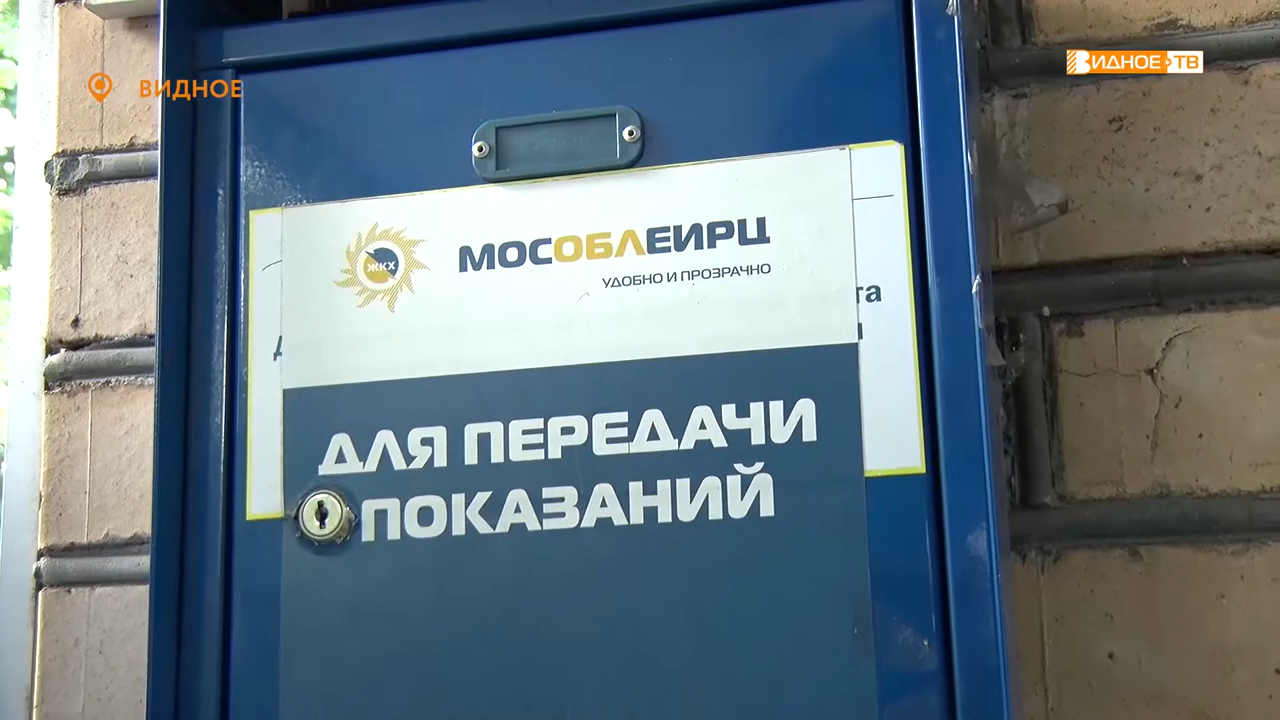 ВИДНОЕ
ВИДНОЕ ТВ
ЖКХ
МОСОБЛЕИРЦ
УДОБНО И ПРОЗРАЧНО
ДЛЯ ПЕРЕДАЧИ
ПОКАЗАНИЙ